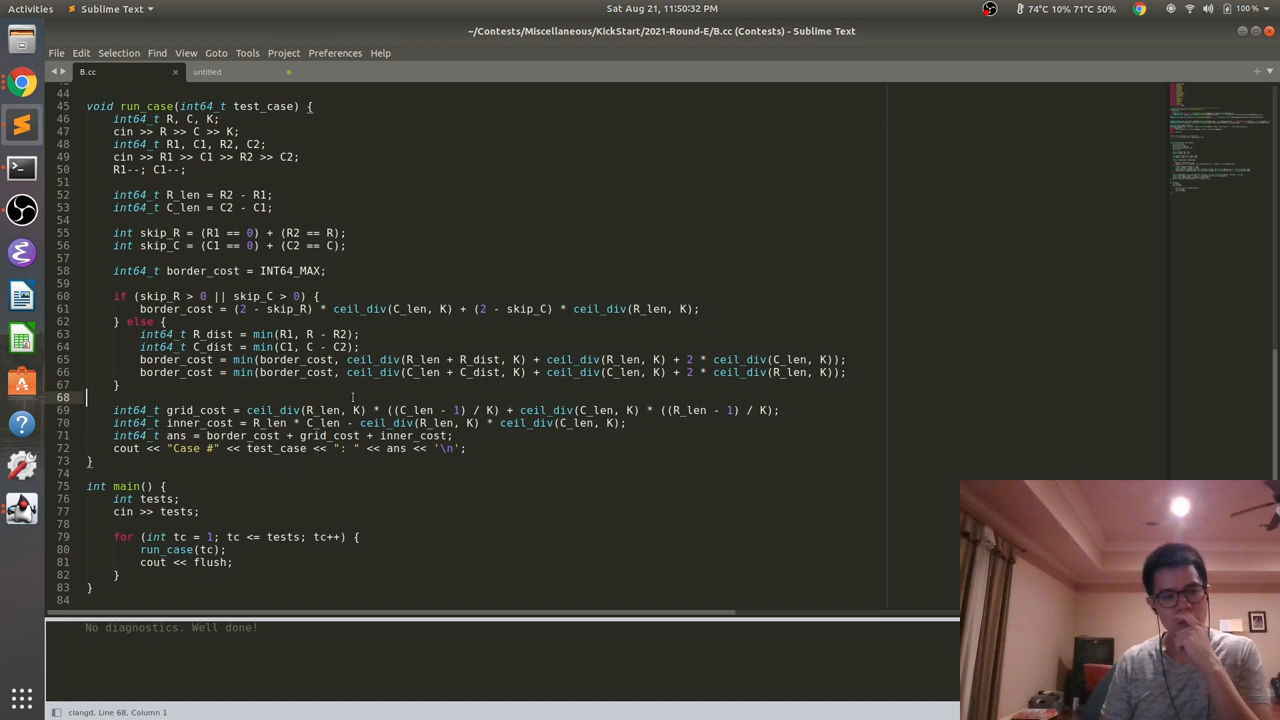 Activities
Sublime Text
Sat Aug 21, 11:50:32 PM
74°C 10% 71°C 50%
100 %
~/Contests/Miscellaneous/KickStart/2021-Round-E/B.cc (Contests) - Sublime Text
File Edit Selection Find View Goto Tools Project Preferences Help
B.cc
untitled
44
45 void run_case(int64_t test_case) {
46 int64_t R, C, K;
47 cin >> R >> C >> K;
48 int64_t R1, C1, R2, C2;
49 cin >> R1 >> C1 >> R2 >> C2;
50 R1--; C1--;
51
52 int64_t R_len = R2 - R1;
53 int64_t C_len = C2 - C1;
54
55 int skip_R = (R1 == 0) + (R2 == R);
56 int skip_C = (C1 == 0) + (C2 == C);
57
58 int64_t border_cost = INT64_MAX;
59
60 if (skip_R > 0 || skip_C > 0) {
61 border_cost = (2 - skip_R) * ceil_div(C_len, K) + (2 - skip_C) * ceil_div(R_len, K);
62 } else {
63 int64_t R_dist = min(R1, R - R2);
64 int64_t C_dist = min(C1, C - C2);
65 border_cost = min(border_cost, ceil_div(R_len + R_dist, K) + ceil_div(R_len, K) + 2 * ceil_div(C_len, K));
66 border_cost = min(border_cost, ceil_div(C_len + C_dist, K) + ceil_div(C_len, K) + 2 * ceil_div(R_len, K));
67 }
68
69 int64_t grid_cost = ceil_div(R_len, K) * ((C_len - 1) / K) + ceil_div(C_len, K) * ((R_len - 1) / K);
70 int64_t inner_cost = R_len * C_len - ceil_div(R_len, K) * ceil_div(C_len, K);
71 int64_t ans = border_cost + grid_cost + inner_cost;
72 cout << "Case #" << test_case << ": " << ans << '\n';
73 }
74
75 int main() {
76 int tests;
77 cin >> tests;
78
79 for (int tc = 1; tc <= tests; tc++) {
80 run_case(tc);
81 cout << flush;
82 }
83 }
84
No diagnostics. Well done!
clangd, Line 68, Column 1